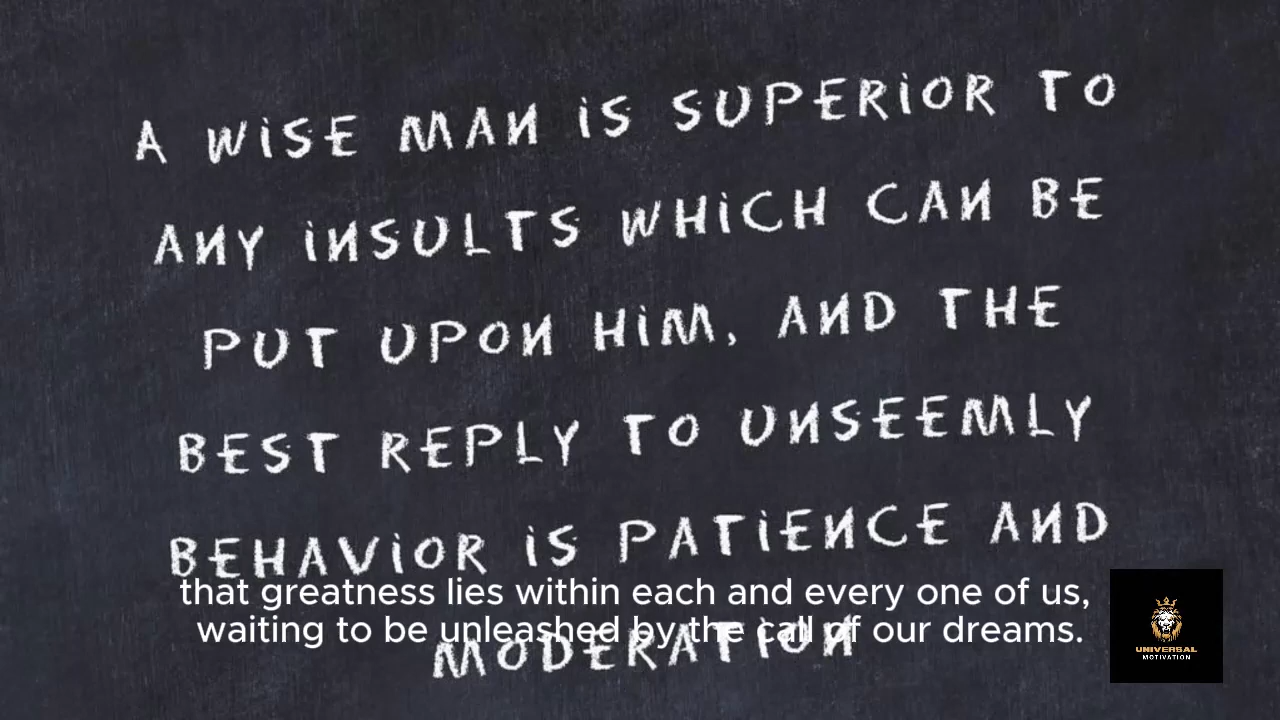 A WiSE MAN iS SUPERiOR TO
ANY iNSULTS WHiCH CAN BE
PUT UPON HiM, AND THE
BEST REPLY TO UNSEEMLY
BEHAViOR iS PATiENCE AND
MODERATiON
that greatness lies within each and every one of us,
waiting to be unleashed by the call of our dreams.
UNIVERSAL
MOTIVATION